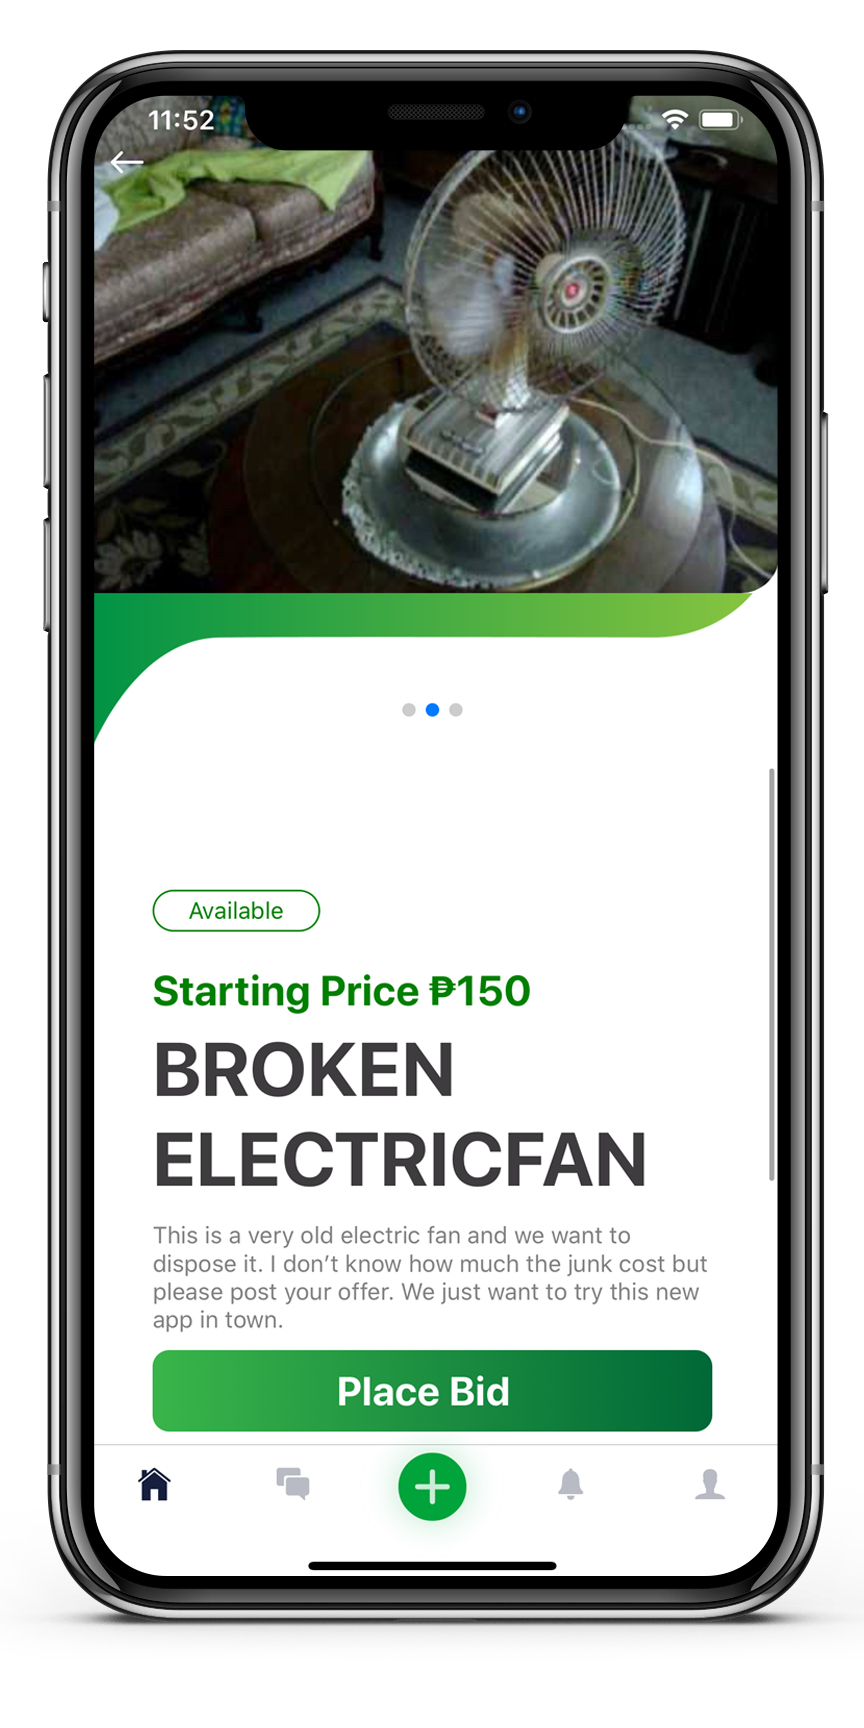 11:52
Available
Starting Price ₱150
BROKEN
ELECTRICFAN
This is a very old electric fan and we want to
dispose it. I don’t know how much the junk cost but
please post your offer. We just want to try this new
app in town.
Place Bid